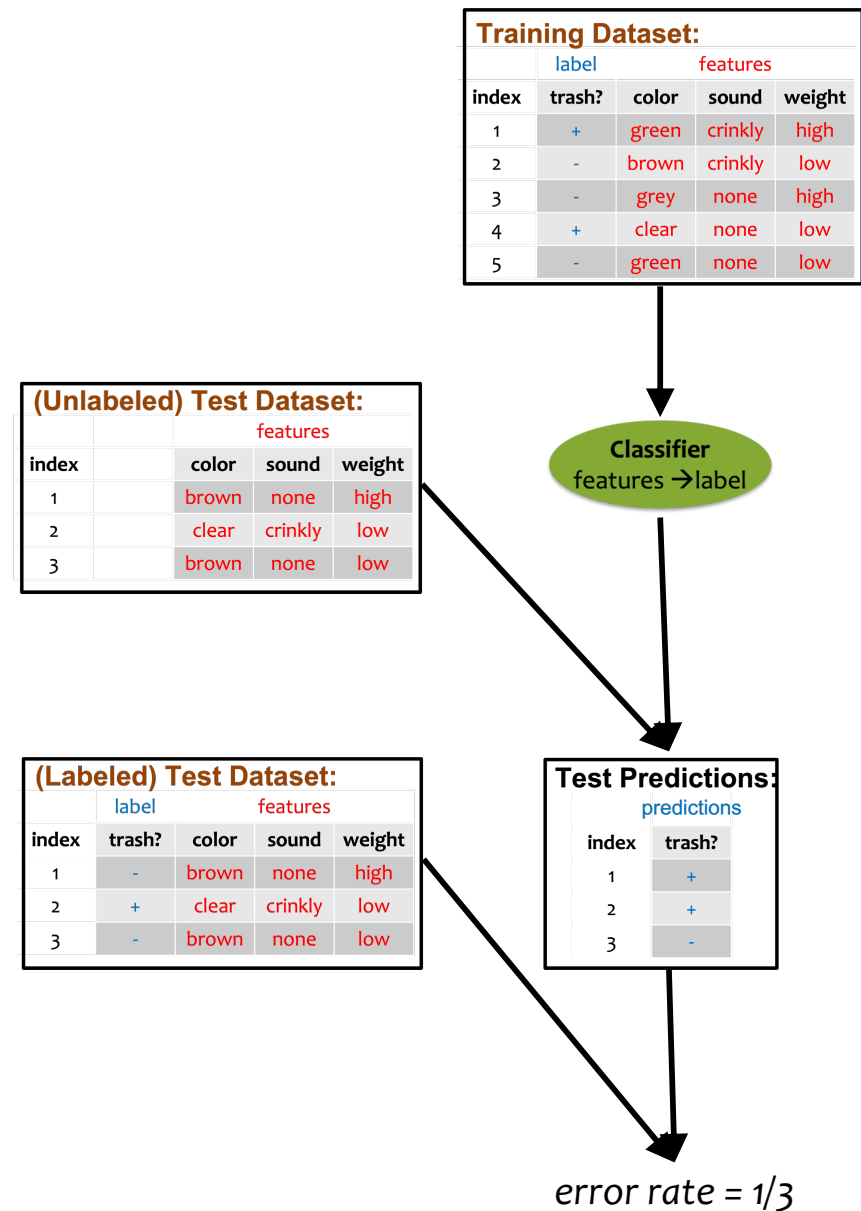 Training Dataset:
label features
index trash? color sound weight
1 + green crinkly high
2 - brown crinkly low
3 - grey none high
4 + clear none low
5 - green none low
(Unlabeled) Test Dataset:
features
index color sound weight
1 brown none high
2 clear crinkly low
3 brown none low
Classifier
features →label
(Labeled) Test Dataset:
label features
index trash? color sound weight
1 - brown none high
2 + clear crinkly low
3 - brown none low
Test Predictions:
predictions
index trash?
1 +
2 +
3 -
error rate = 1/3